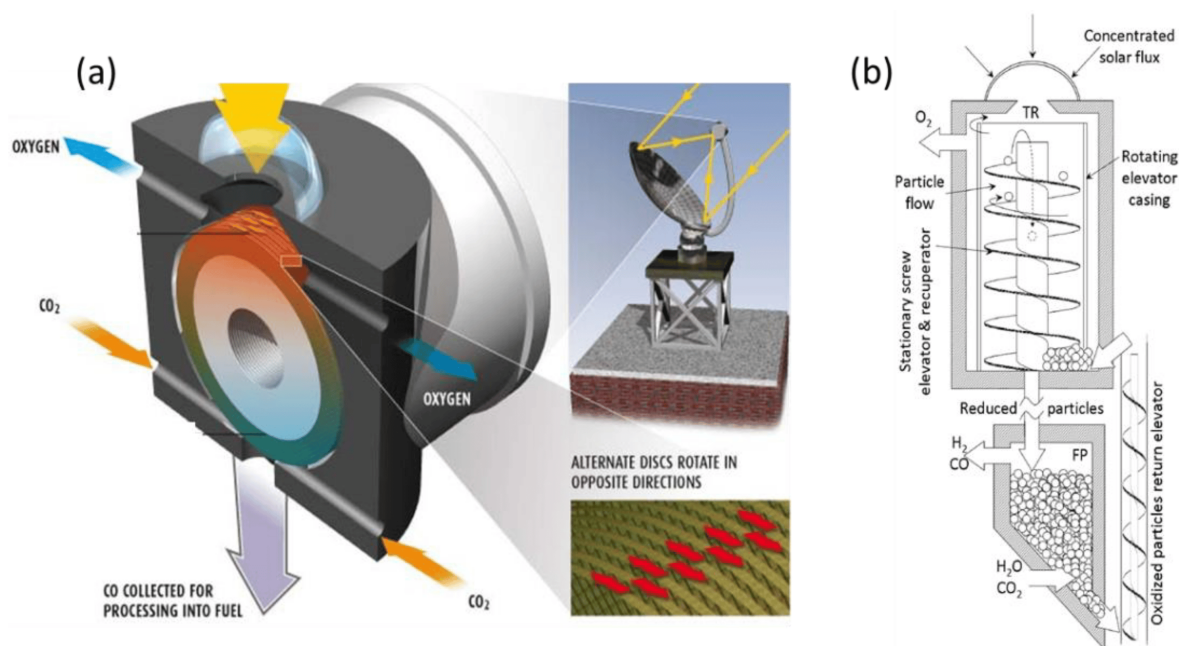 (a)
OXYGEN
CO2
OXYGEN
CO COLLECTED FOR
PROCESSING INTO FUEL
CO2
ALTERNATE DISCS ROTATE IN
OPPOSITE DIRECTIONS
(b)
Concentrated
solar flux
TR
O2
Rotating
elevator
casing
Particle
flow
Stationary screw
elevator & recuperator
Reduced particles
H2
CO
FP
H2O
CO2
Oxidized particles return elevator